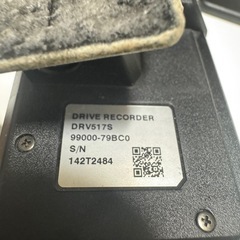 DRIVE RECORDER
DRV517S
99000-79BC0
S/N
142T2484